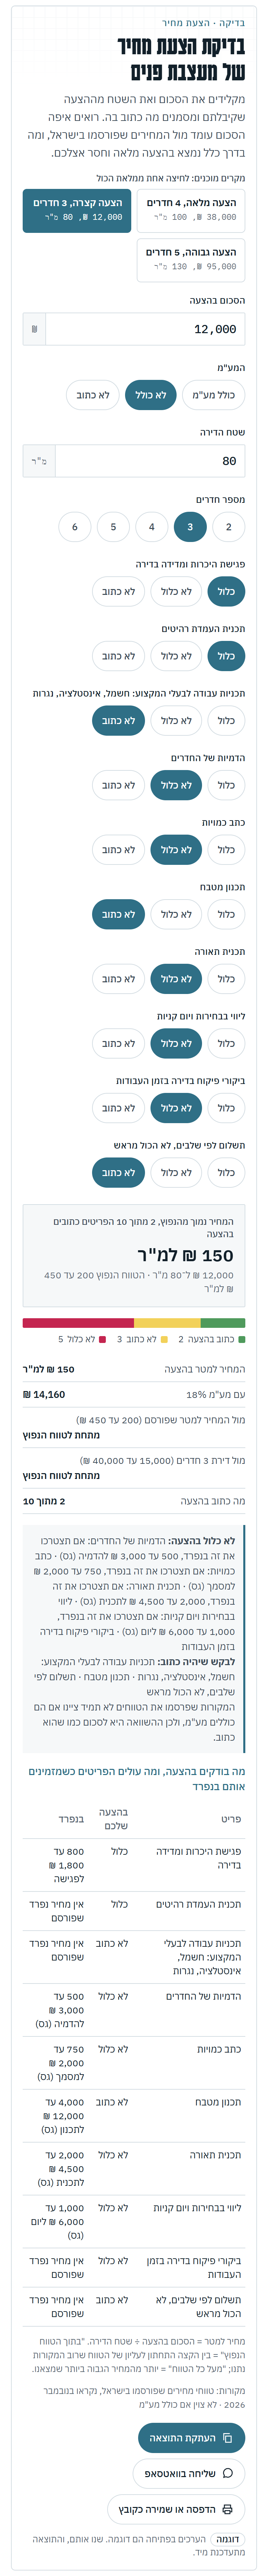 בדיקה · הצעת מחיר
בדיקת הצעת מחיר
של מעצבת פנים
מקלידים את הסכום ואת השטח מההצעה
שקיבלתם ומסמנים מה כתוב בה. רואים איפה
הסכום עומד מול המחירים שפורסמו בישראל, ומה
בדרך כלל נמצא בהצעה מלאה וחסר אצלכם.
מקרים מוכנים: לחיצה אחת ממלאת הכול
הצעה מלאה, 4 חדרים
38,000 ₪, 100 מ"ר
הצעה קצרה, 3 חדרים
12,000 ₪, 80 מ"ר
הצעה גבוהה, 5 חדרים
95,000 ₪, 130 מ"ר
הסכום בהצעה
12,000 ₪
המע"מ
כולל מע"מ לא כולל לא כתוב
שטח הדירה
80 מ"ר
מספר חדרים
2 3 4 5 6
פגישת היכרות ומדידה בדירה
כלול לא כלול לא כתוב
תכנית העמדת רהיטים
כלול לא כלול לא כתוב
תכניות עבודה לבעלי המקצוע: חשמל, אינסטלציה, נגרות
כלול לא כלול לא כתוב
הדמיות של החדרים
כלול לא כלול לא כתוב
כתב כמויות
כלול לא כלול לא כתוב
תכנון מטבח
כלול לא כלול לא כתוב
תכנית תאורה
כלול לא כלול לא כתוב
ליווי בבחירות ויום קניות
כלול לא כלול לא כתוב
ביקורי פיקוח בדירה בזמן העבודות
כלול לא כלול לא כתוב
תשלום לפי שלבים, לא הכול מראש
כלול לא כלול לא כתוב
המחיר נמוך מהנפוץ, 2 מתוך 10 הפריטים כתובים
בהצעה
150 ₪ למ"ר
12,000 ₪ ל־80 מ"ר · הטווח הנפוץ 200 עד 450
₪ למ"ר
כתוב בהצעה 2 לא כתוב 3 לא כלול 5
המחיר למטר בהצעה 150 ₪ למ"ר
עם מע"מ 18% 14,160 ₪
מול המחיר למטר שפורסם (200 עד 450 ₪)
מתחת לטווח הנפוץ
מול דירת 3 חדרים (15,000 עד 40,000 ₪)
מתחת לטווח הנפוץ
מה כתוב בהצעה 2 מתוך 10
לא כלול בהצעה: הדמיות של החדרים: אם תצטרכו
את זה בנפרד, 500 עד 3,000 ₪ להדמיה (גס) · כתב
כמויות: אם תצטרכו את זה בנפרד, 750 עד 2,000 ₪
למסמך (גס) · תכנית תאורה: אם תצטרכו את זה
בנפרד, 2,000 עד 4,500 ₪ לתכנית (גס) · ליווי
בבחירות ויום קניות: אם תצטרכו את זה בנפרד,
1,000 עד 6,000 ₪ ליום (גס) · ביקורי פיקוח בדירה
בזמן העבודות
לבקש שיהיה כתוב: תכניות עבודה לבעלי המקצוע:
חשמל, אינסטלציה, נגרות · תכנון מטבח · תשלום לפי
שלבים, לא הכול מראש
המקורות שפרסמו את הטווחים לא תמיד ציינו אם הם
כוללים מע"מ, ולכן ההשוואה היא לסכום כמו שהוא
כתוב.
מה בודקים בהצעה, ומה עולים הפריטים כשמזמינים
אותם בנפרד
פריט בהצעה שלכם בנפרד
פגישת היכרות ומדידה בדירה כלול 800 עד 1,800 ₪ לפגישה
תכנית העמדת רהיטים כלול אין מחיר נפרד שפורסם
תכניות עבודה לבעלי המקצוע: חשמל, אינסטלציה, נגרות לא כתוב אין מחיר נפרד שפורסם
הדמיות של החדרים לא כלול 500 עד 3,000 ₪ להדמיה (גס)
כתב כמויות לא כלול 750 עד 2,000 ₪ למסמך (גס)
תכנון מטבח לא כתוב 4,000 עד 12,000 ₪ לתכנון (גס)
תכנית תאורה לא כלול 2,000 עד 4,500 ₪ לתכנית (גס)
ליווי בבחירות ויום קניות לא כלול 1,000 עד 6,000 ₪ ליום (גס)
ביקורי פיקוח בדירה בזמן העבודות לא כלול אין מחיר נפרד שפורסם
תשלום לפי שלבים, לא הכול מראש לא כתוב אין מחיר נפרד שפורסם
מחיר למטר = הסכום בהצעה ÷ שטח הדירה. "בתוך הטווח
הנפוץ" = בין הקצה התחתון לעליון של הטווח שרוב המקורות
נתנו; "מעל כל הטווח" = יותר מהמחיר הגבוה ביותר שמצאנו.
מקורות: טווחי מחירים שפורסמו בישראל, נקראו בנובמבר
2026 · לא צוין אם כולל מע"מ
העתקת התוצאה
שליחה בוואטסאפ
הדפסה או שמירה כקובץ
דוגמה הערכים בפתיחה הם דוגמה. שנו אותם, והתוצאה
מתעדכנת מיד.